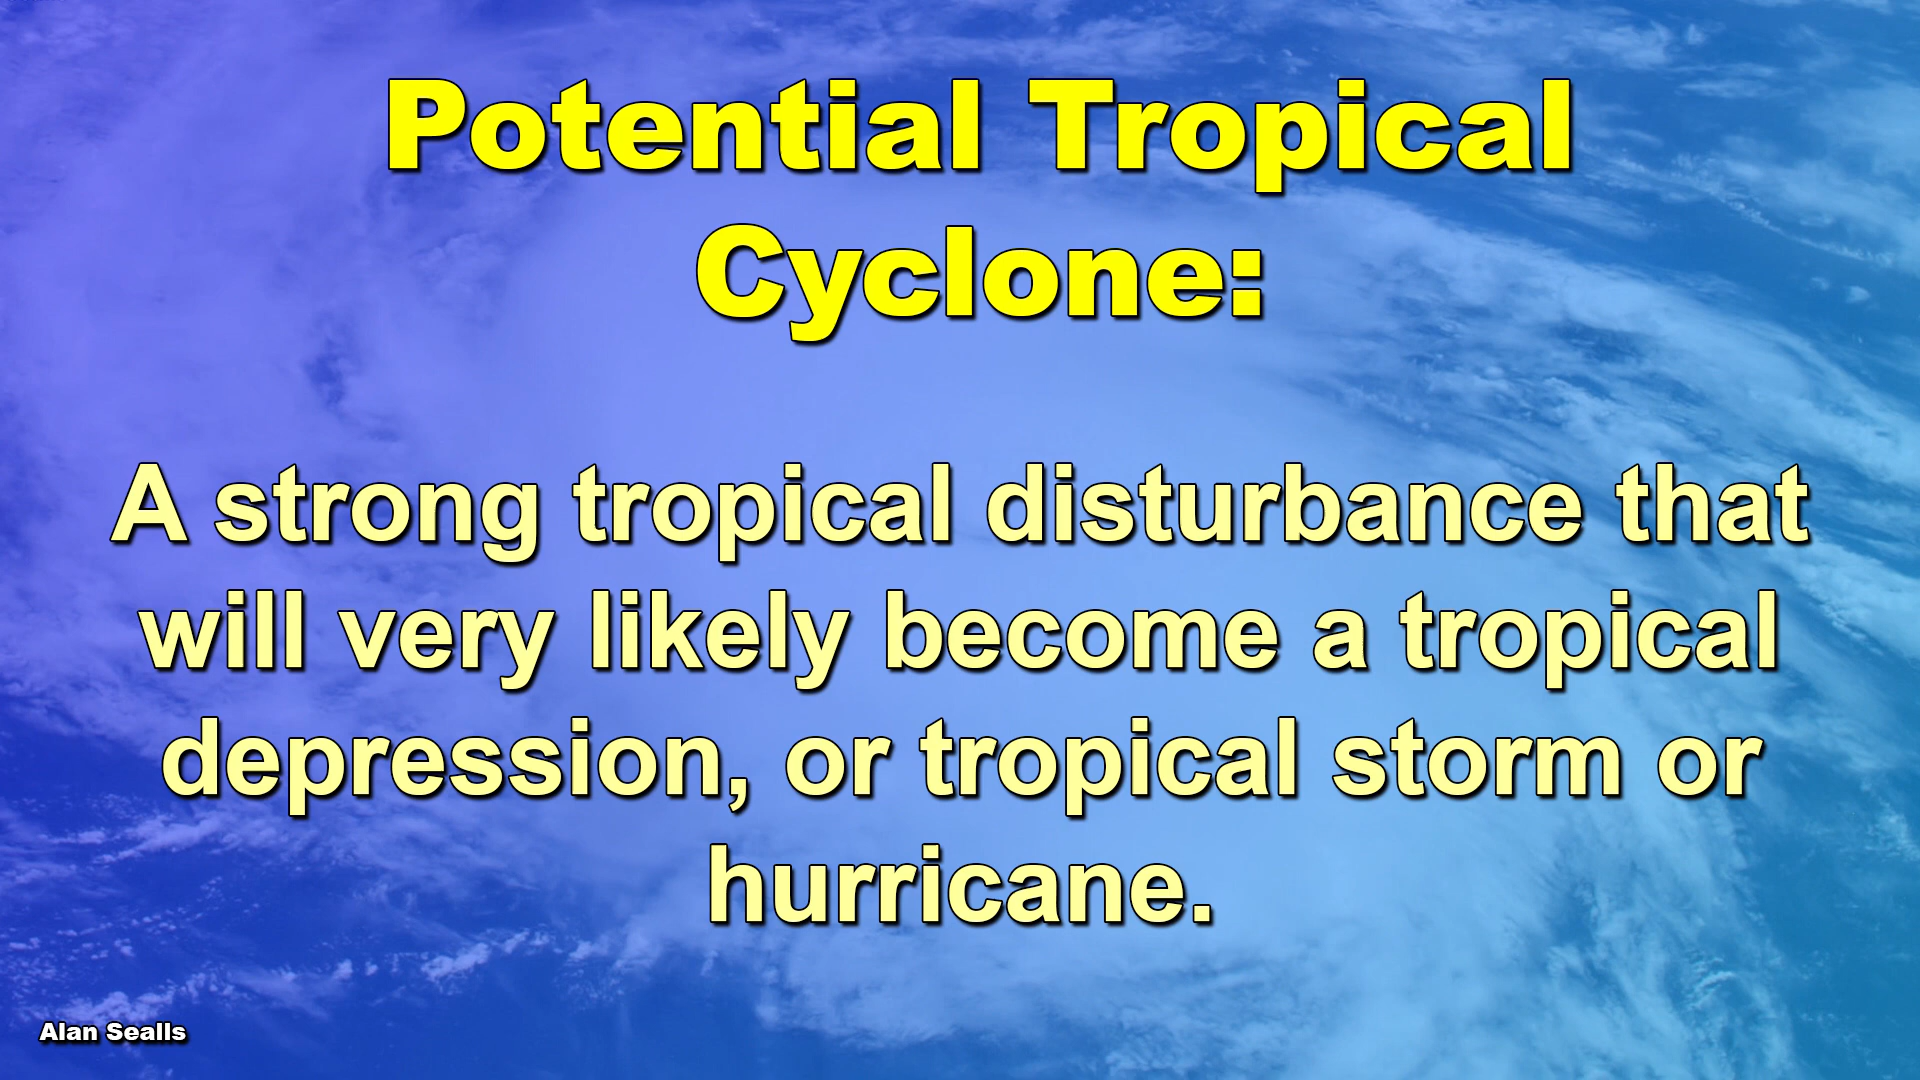 Potential Tropical
Cyclone:
A strong tropical disturbance that
will very likely become a tropical
depression, or tropical storm or
hurricane.
Alan Sealls